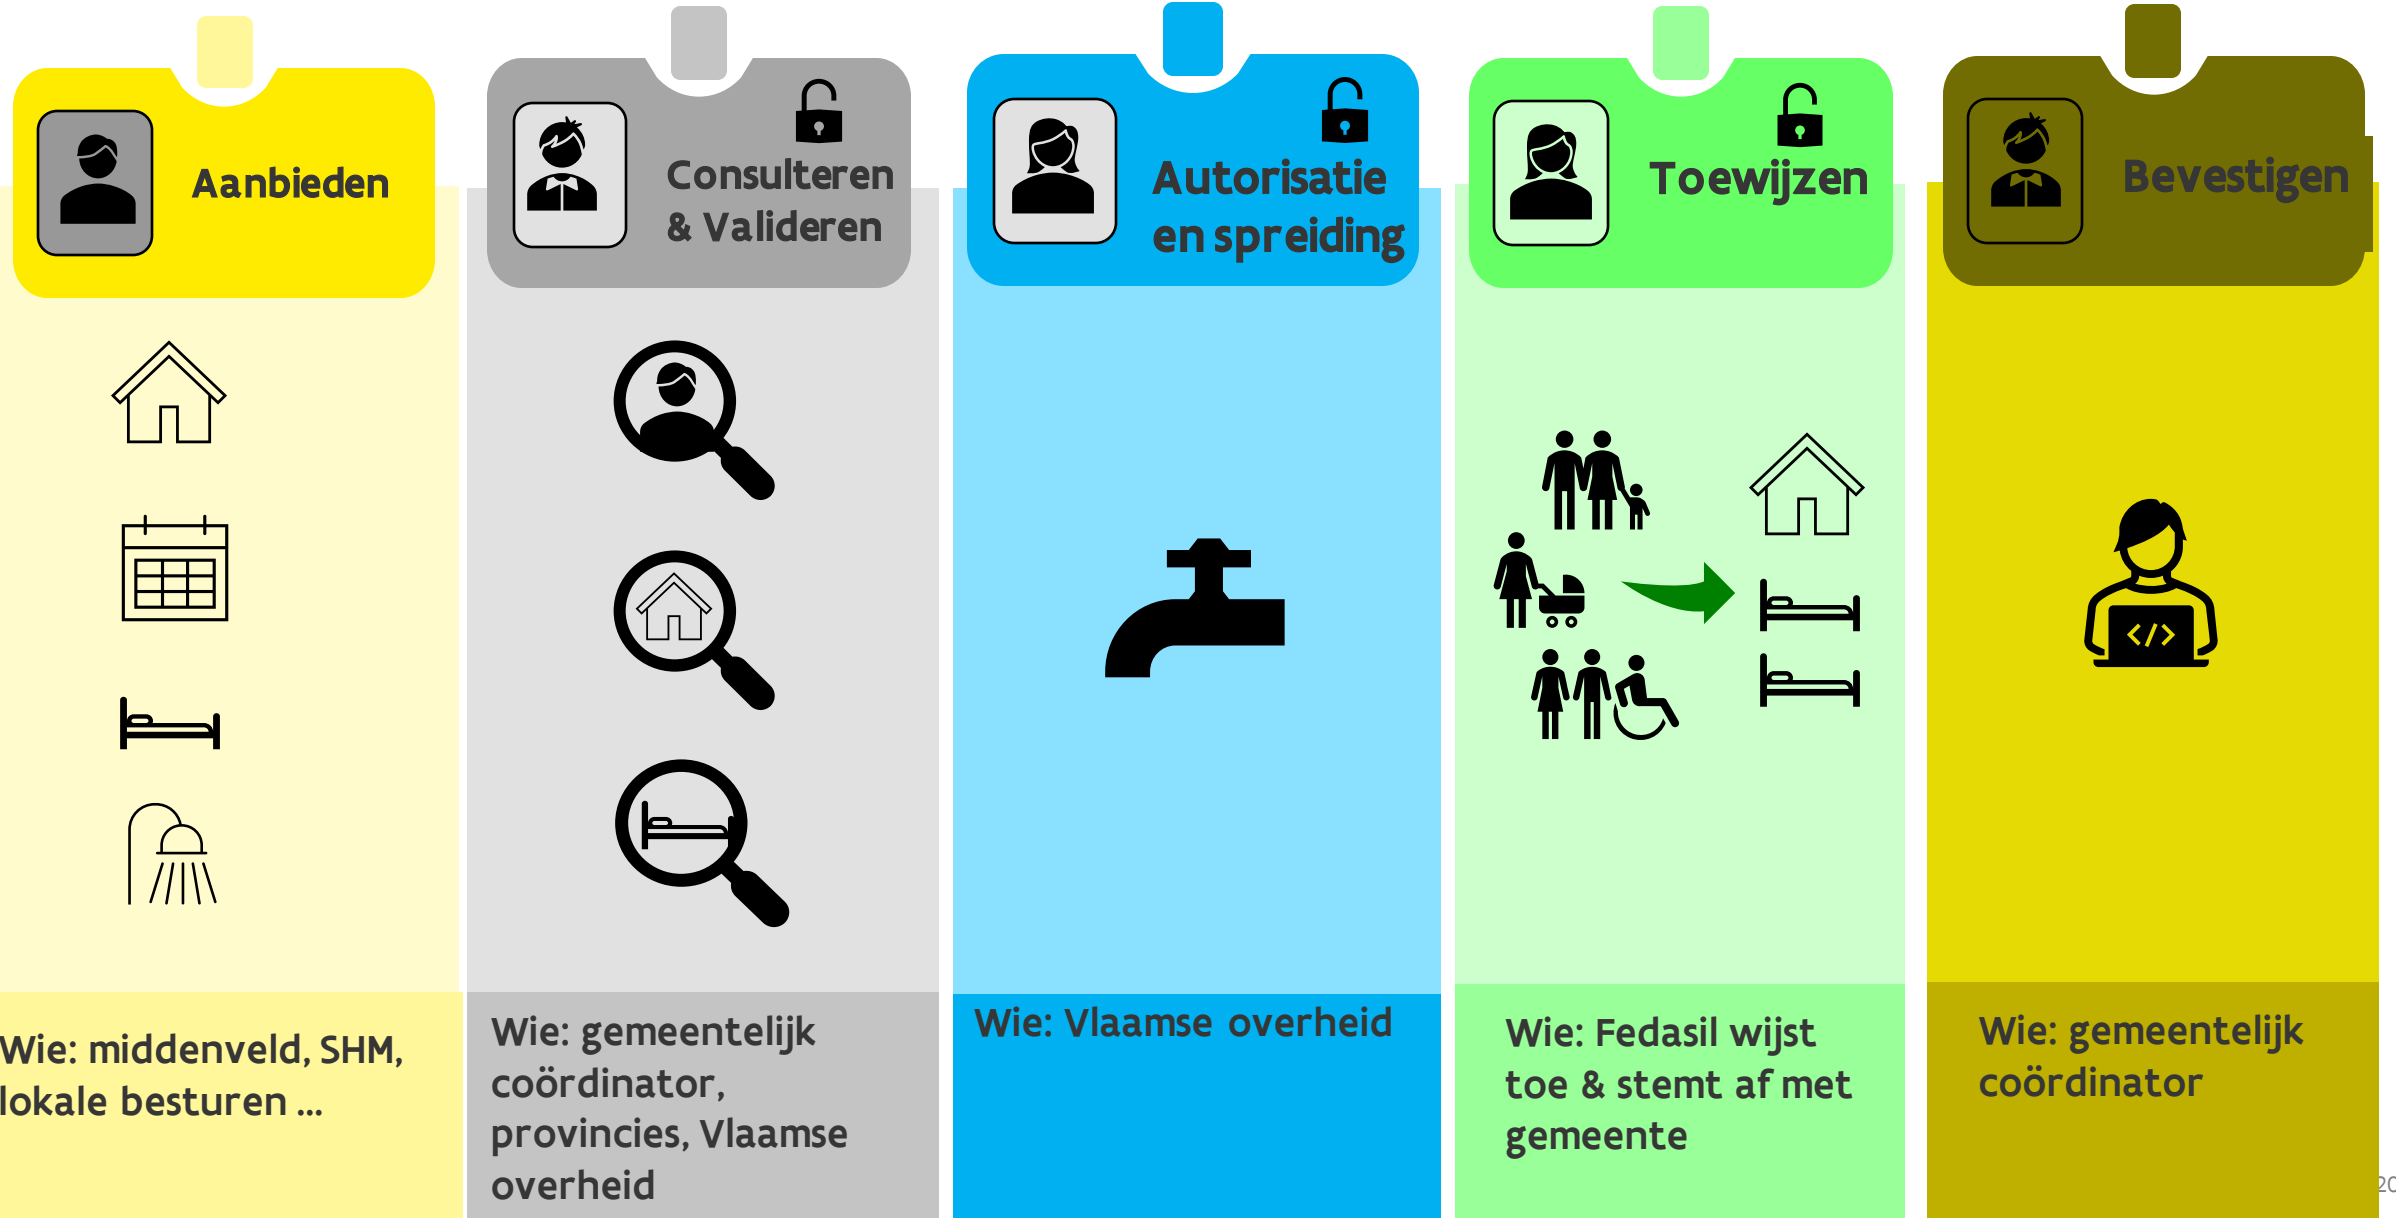 Aanbieden
Consulteren
& Valideren
Autorisatie
en spreiding
Toewijzen
Bevestigen
</>
Wie: middenveld, SHM,
lokale besturen ...
Wie: gemeentelijk
coördinator,
provincies, Vlaamse
overheid
Wie: Vlaamse overheid
Wie: Fedasil wijst
toe & stemt af met
gemeente
Wie: gemeentelijk
coördinator
20